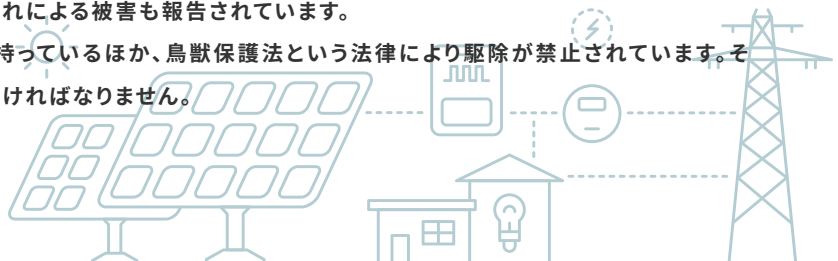 れによる被害も報告されています。
持っているほか、鳥獣保護法という法律により駆除が禁止されています。そ
ければなりません。